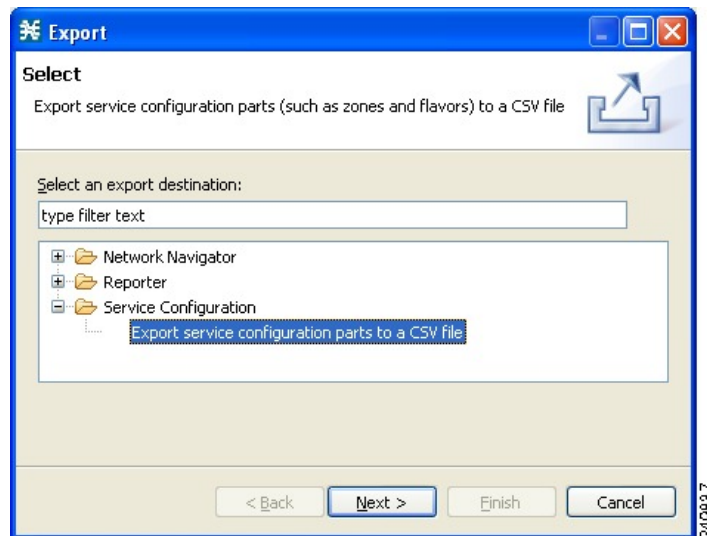 Export
Select
Export service configuration parts (such as zones and flavors) to a CSV file
Select an export destination:
type filter text
Network Navigator
Reporter
Service Configuration
Export service configuration parts to a CSV file
< Back Next > Finish Cancel